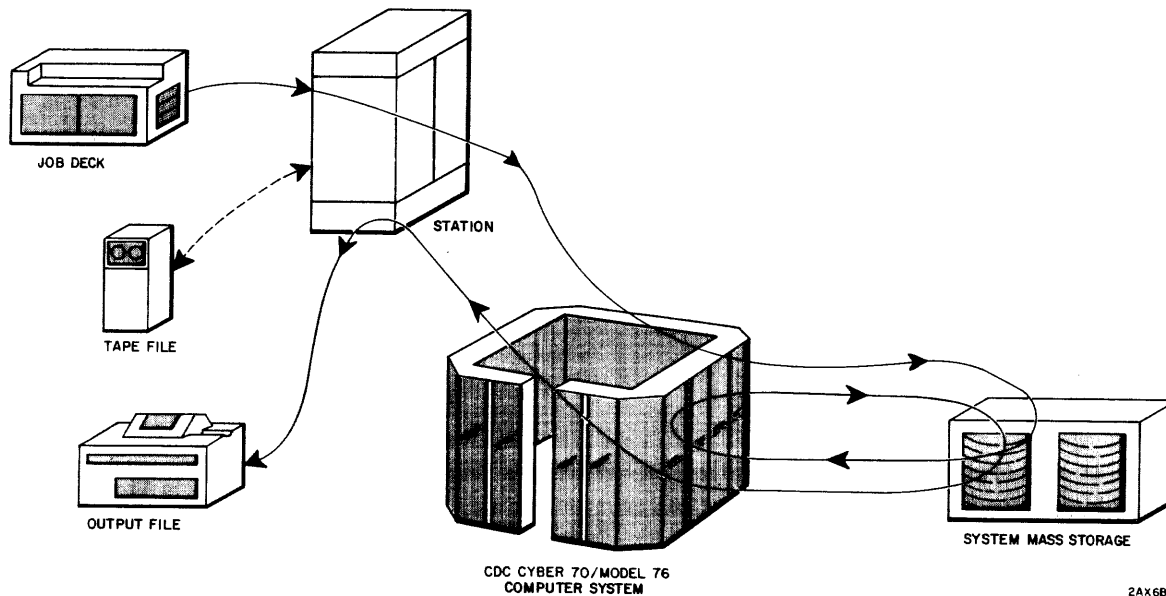 JOB DECK
STATION
TAPE FILE
OUTPUT FILE
SYSTEM MASS STORAGE
CDC CYBER 70/MODEL 76
COMPUTER SYSTEM
2AX6B